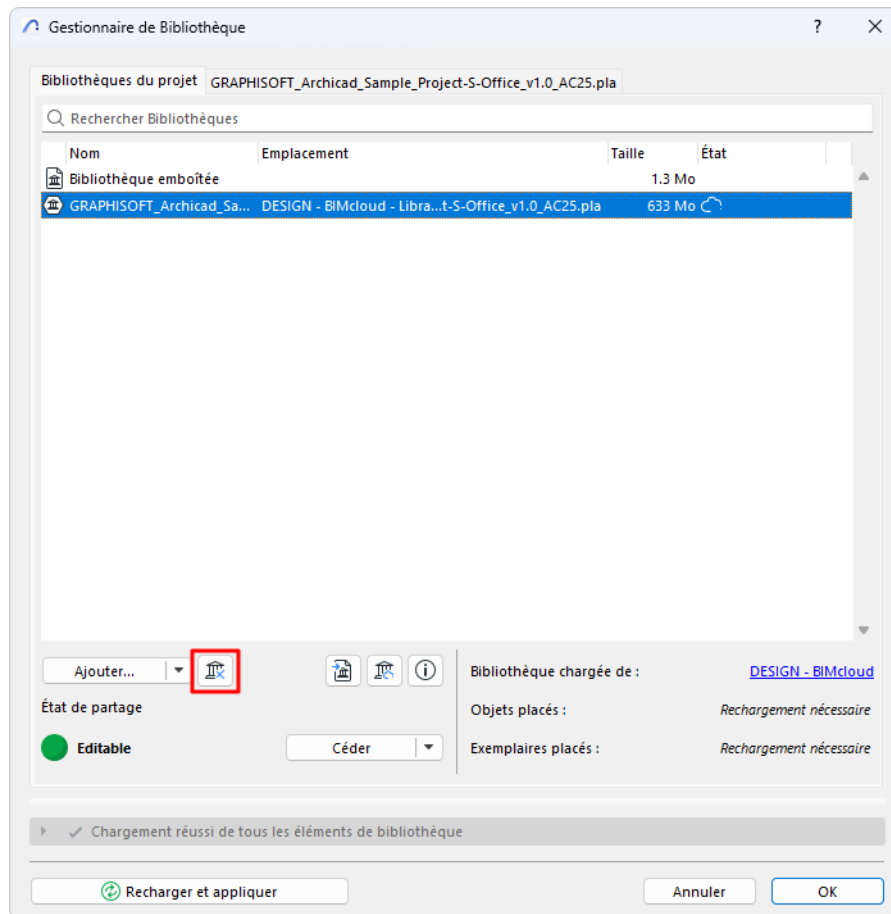 Gestionnaire de Bibliothèque ?
Bibliothèques du projet GRAPHISOFT_Archicad_Sample_Project-S-Office_v1.0_AC25.pla
Rechercher Bibliothèques
Nom Emplacement Taille État
Bibliothèque emboîtée 1.3 Mo
GRAPHISOFT_Archicad_Sa... DESIGN - BIMcloud - Libra...t-S-Office_v1.0_AC25.pla 633 Mo
Ajouter...
État de partage
Editable Céder
Bibliothèque chargée de : DESIGN - BIMcloud
Objets placés : Rechargement nécessaire
Exemplaires placés : Rechargement nécessaire
Chargement réussi de tous les éléments de bibliothèque
Recharger et appliquer Annuler OK